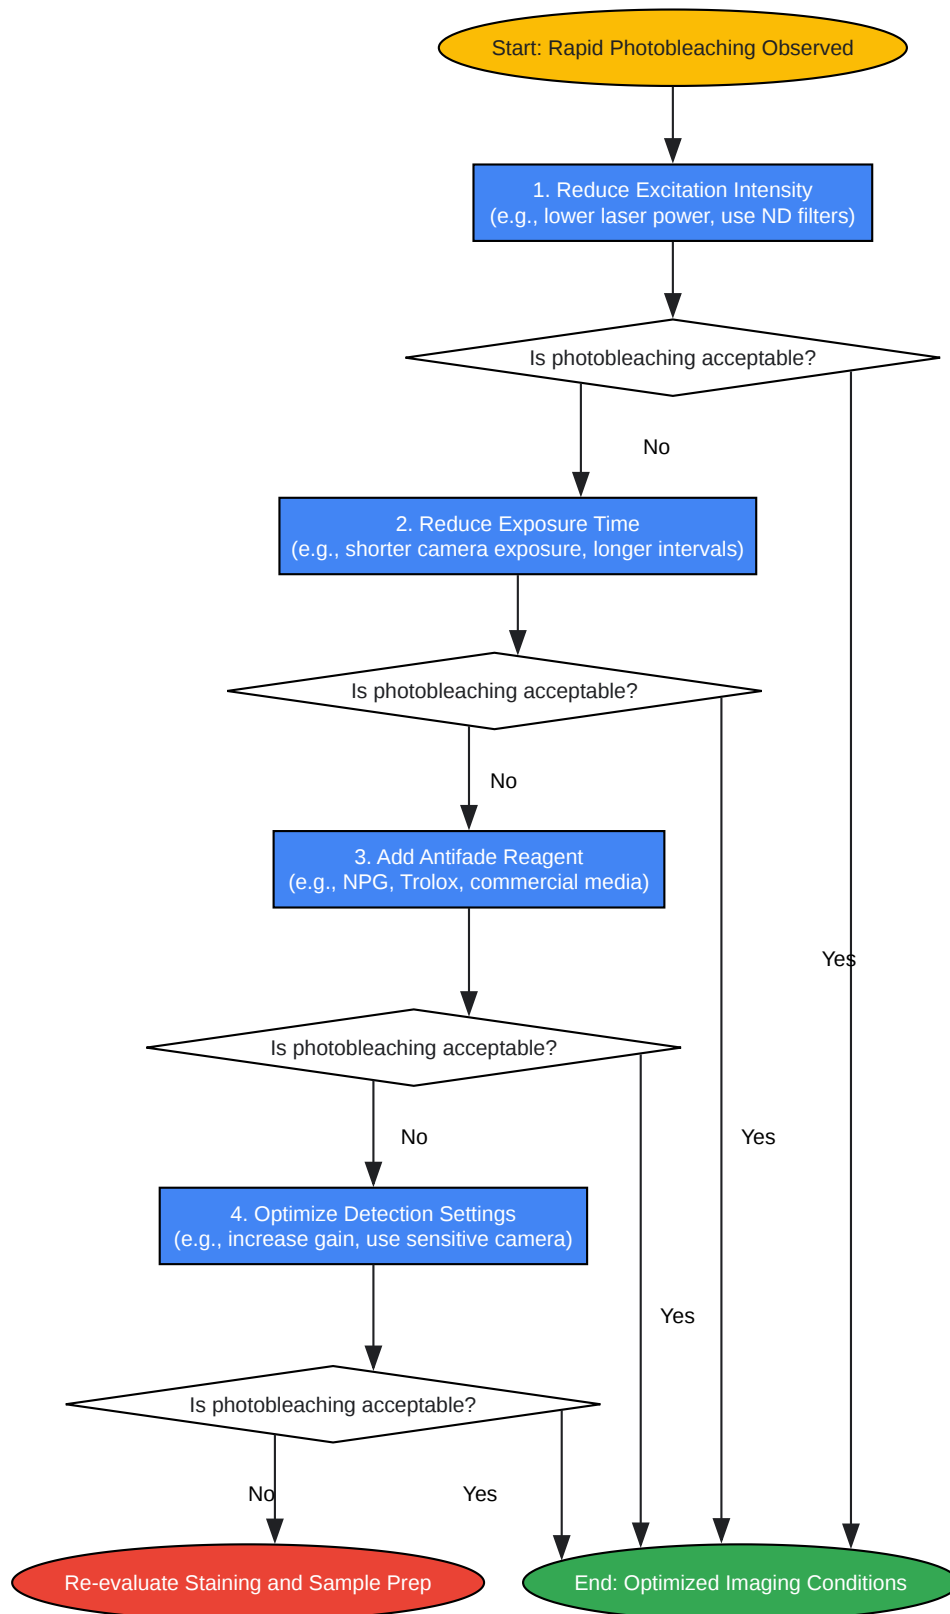 Start: Rapid Photobleaching Observed
1. Reduce Excitation Intensity
(e.g., lower laser power, use ND filters)
Is photobleaching acceptable?
No
2. Reduce Exposure Time
(e.g., shorter camera exposure, longer intervals)
Is photobleaching acceptable?
No
3. Add Antifade Reagent
(e.g., NPG, Trolox, commercial media)
Yes
Is photobleaching acceptable?
No
Yes
4. Optimize Detection Settings
(e.g., increase gain, use sensitive camera)
Yes
Is photobleaching acceptable?
No
Yes
Re-evaluate Staining and Sample Prep
End: Optimized Imaging Conditions